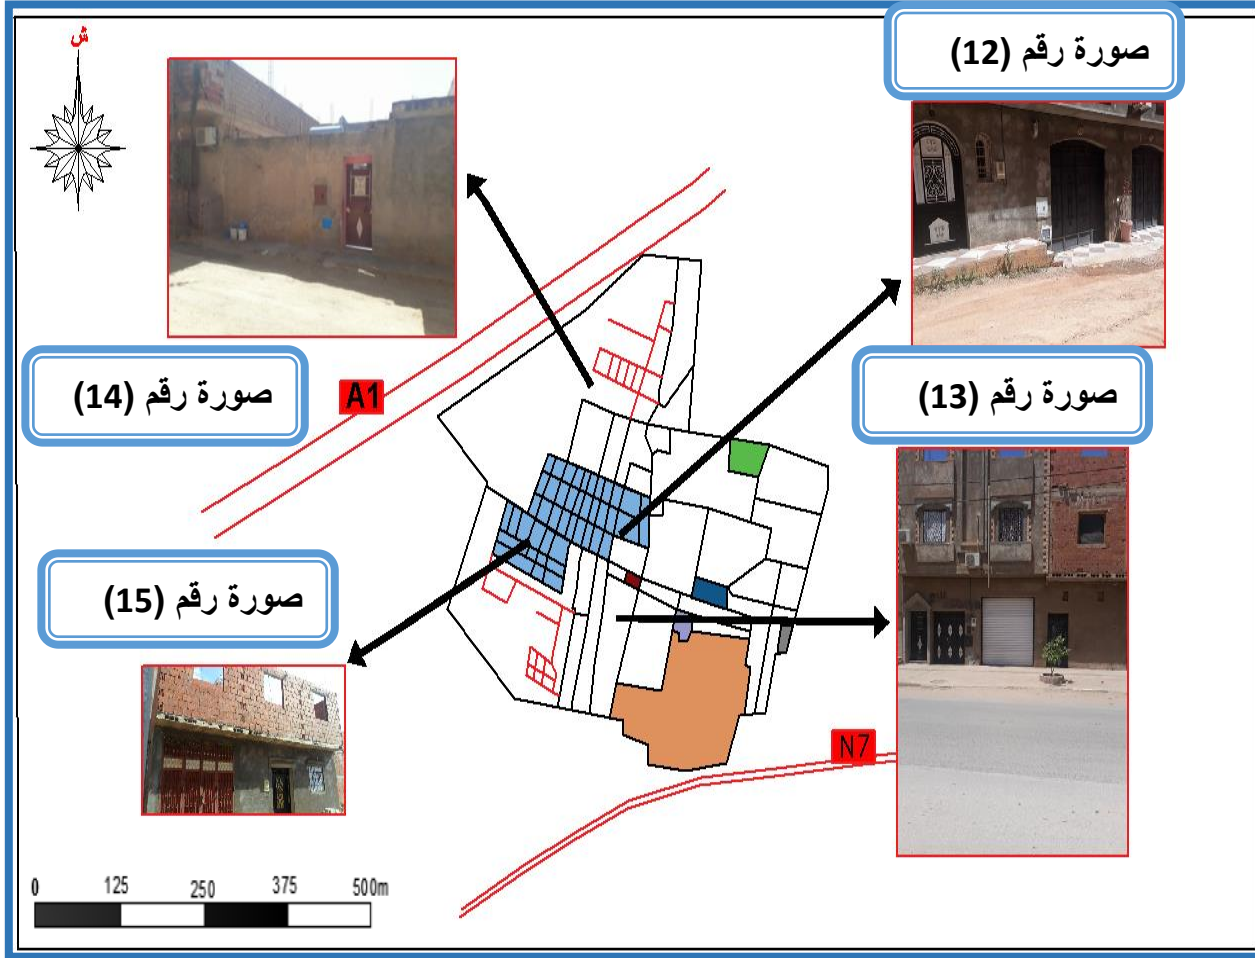 ش
صورة رقم (12)
صورة رقم (14)
A1
صورة رقم (13)
صورة رقم (15)
N7
0 125 250 375 500m